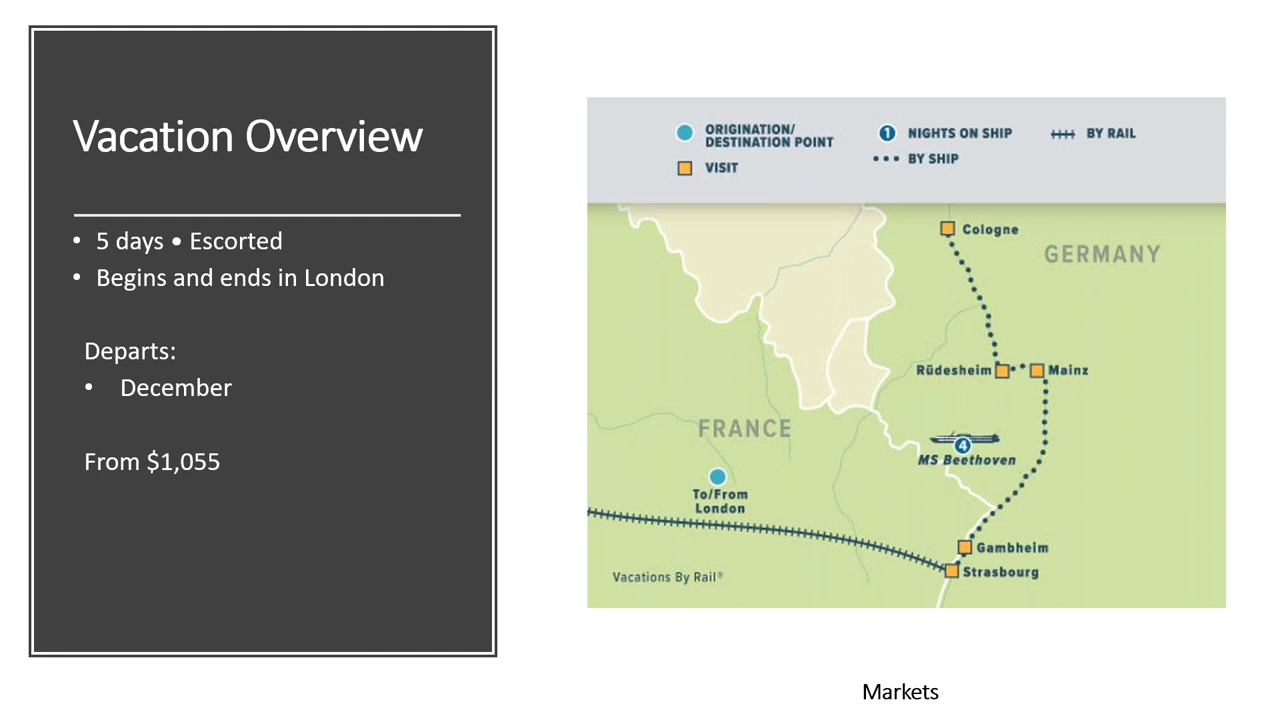 Vacation Overview
• 5 days • Escorted
• Begins and ends in London
Departs:
• December
From $1,055
ORIGINATION/
DESTINATION POINT
VISIT
1 NIGHTS ON SHIP
BY SHIP
BY RAIL
Cologne
GERMANY
Rüdesheim
Mainz
FRANCE
4
MS Beethoven
To/From
London
Gambheim
Strasbourg
Vacations By Rail®
Markets